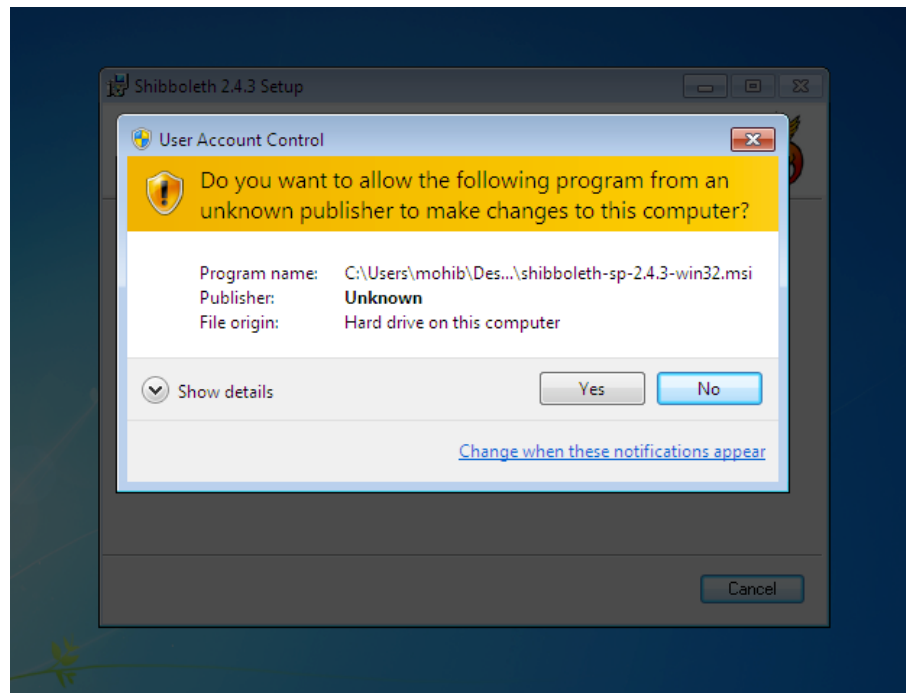 Shibboleth 2.4.3 Setup
User Account Control
Do you want to allow the following program from an
unknown publisher to make changes to this computer?
Program name: C:\Users\mohib\Des...\shibboleth-sp-2.4.3-win32.msi
Publisher: Unknown
File origin: Hard drive on this computer
Show details Yes No
Change when these notifications appear
Cancel